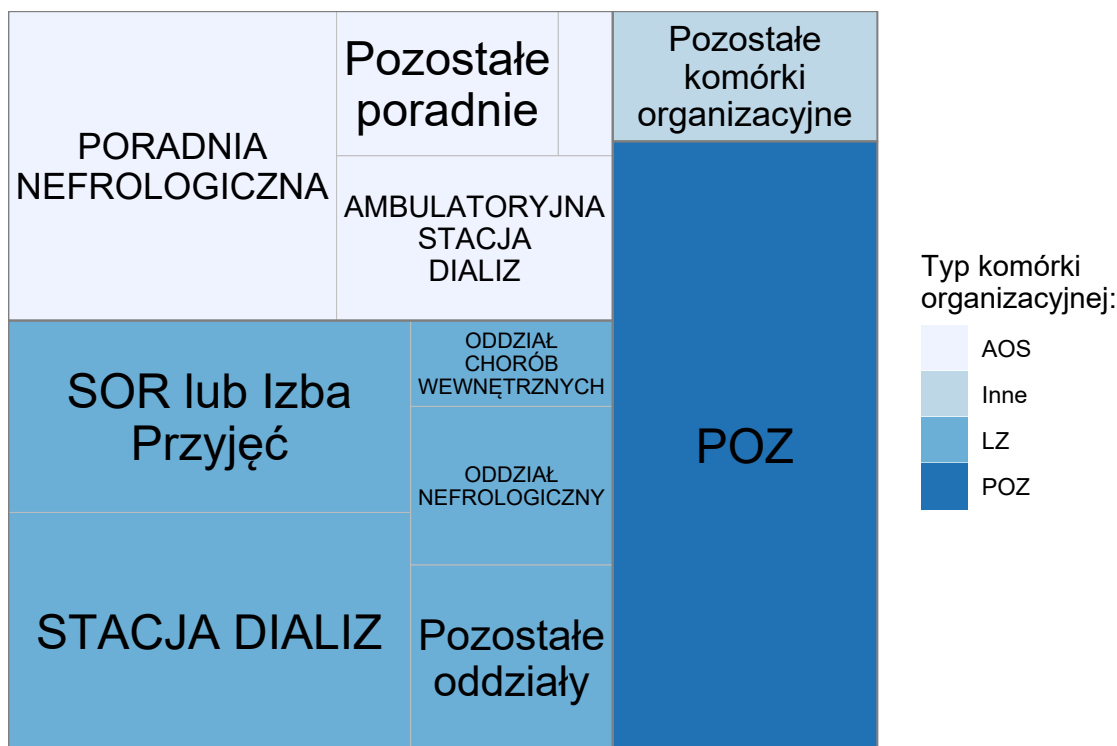 PORADNIA
NEFROLOGICZNA
Pozostałe
poradnie
AMBULATORYJNA
STACJA
DIALIZ
Pozostałe
komórki
organizacyjne
SOR lub Izba
Przyjęć
STACJA DIALIZ
ODDZIAŁ
CHORÓB
WEWNĘTRZNYCH
ODDZIAŁ
NEFROLOGICZNY
Pozostałe
oddziały
POZ
Typ komórki
organizacyjnej:
AOS
Inne
LZ
POZ